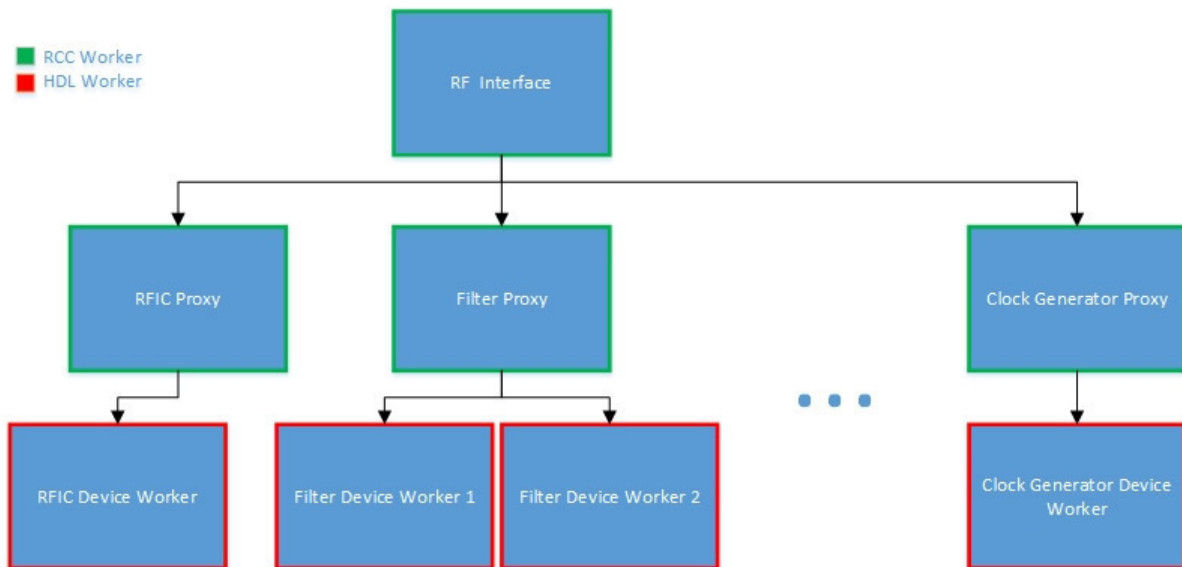 RCC Worker
HDL Worker
RF Interface
RFIC Proxy
Filter Proxy
Clock Generator Proxy
RFIC Device Worker
Filter Device Worker 1
Filter Device Worker 2
Clock Generator Device
Worker